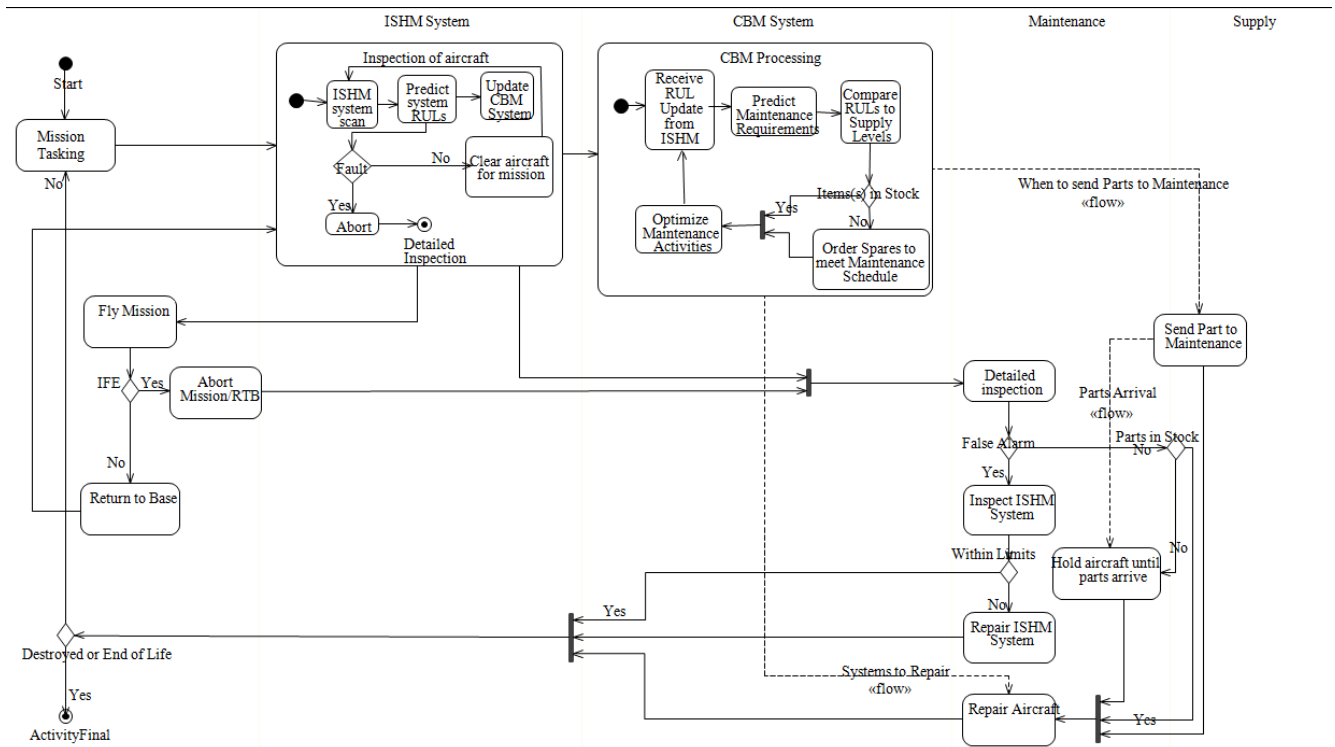 ISHM System
CBM System
Maintenance
Supply
Start
Mission
Tasking
No
Inspection of aircraft
ISHM
system
scan
Predict
system
RULs
Update
CBM
System
Fault
No
Clear aircraft
for mission
Yes
Abort
Detailed
Inspection
CBM Processing
Receive
RUL
Update
from
ISHM
Predict
Maintenance
Requirements
Compare
RULs to
Supply
Levels
Items(s) in Stock
Yes
No
Optimize
Maintenance
Activities
Order Spares to
meet Maintenance
Schedule
When to send Parts to Maintenance
«flow»
Send Part to
Maintenance
Fly Mission
IFE
Yes
Abort
Mission/RTB
No
Return to Base
Detailed
inspection
Parts Arrival
«flow»
False Alarm
Parts in Stock
No
Yes
Inspect ISHM
System
Within Limits
No
Hold aircraft until
parts arrive
Yes
No
Repair ISHM
System
Destroyed or End of Life
Systems to Repair
«flow»
Yes
Repair Aircraft
Yes
ActivityFinal